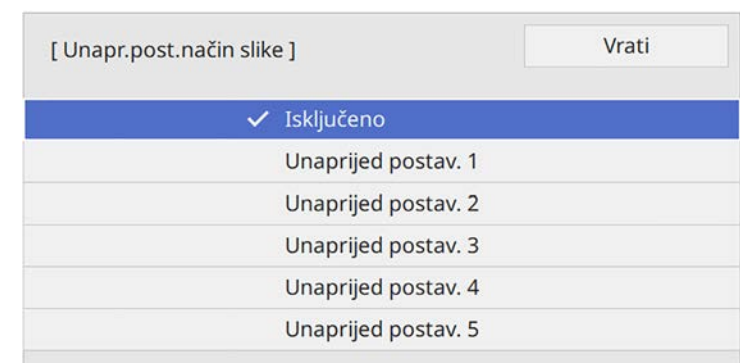 [ Unapr.post.način slike ]
Vrati
Isključeno
Unaprijed postav. 1
Unaprijed postav. 2
Unaprijed postav. 3
Unaprijed postav. 4
Unaprijed postav. 5